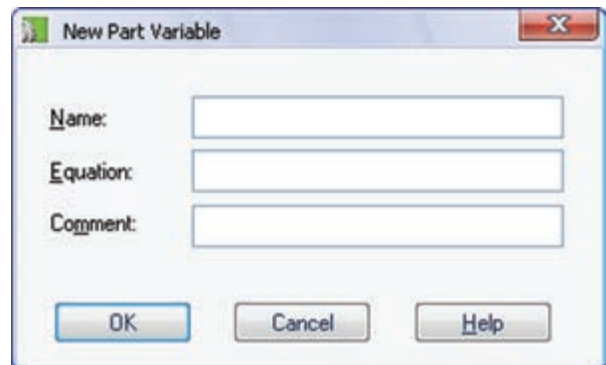 New Part Variable
Name:
Equation:
Comment:
OK Cancel Help